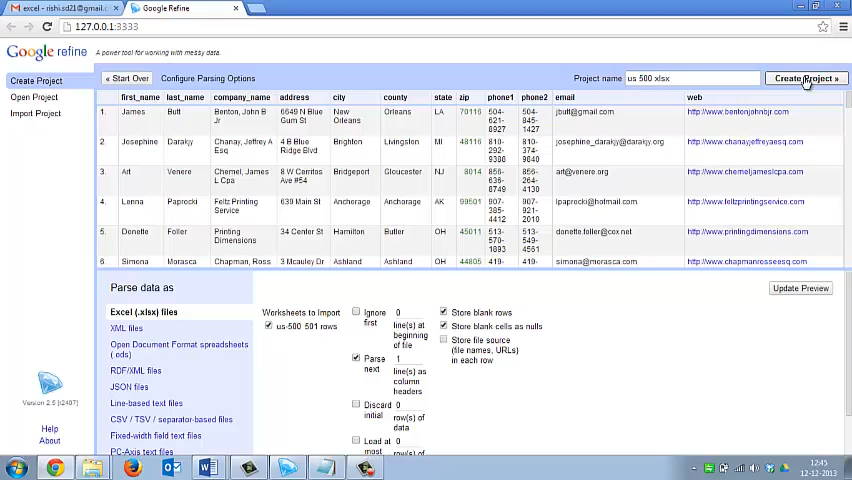 excel - rishi.sd21@gmail.c
Google Refine
127.0.0.1:3333
Google refine
A power tool for working with messy data.
Create Project
Open Project
Import Project
« Start Over
Configure Parsing Options
Project name
us 500 xlsx
Create Project »
first_name last_name company_name address city county state zip phone1 phone2 email web
1. James Butt Benton, John B Jr 6649 N Blue Gum St New Orleans Orleans LA 70116 504-621-8927 504-845-1427 jbutt@gmail.com http://www.bentonjohnbjr.com
2. Josephine Darakjy Chanay, Jeffrey A Esq 4 B Blue Ridge Blvd Brighton Livingston MI 48116 810-292-9388 810-374-9840 josephine_darakjy@darakjy.org http://www.chanayjeffreyaesq.com
3. Art Venere Chemel, James L Cpa 8 W Cerritos Ave #54 Bridgeport Gloucester NJ 8014 856-636-8749 856-264-4130 art@venere.org http://www.chemeljameslcpa.com
4. Lenna Paprocki Feltz Printing Service 639 Main St Anchorage Anchorage AK 99501 907-385-4412 907-921-2010 lpaprocki@hotmail.com http://www.feltzprintingservice.com
5. Donette Foller Printing Dimensions 34 Center St Hamilton Butler OH 45011 513-570-1893 513-549-4561 donette.foller@cox.net http://www.printingdimensions.com
6. Simona Morasca Chapman, Ross 3 Mcauley Dr Ashland Ashland OH 44805 419- 419- simona@morasca.com http://www.chapmanrosseesq.com
Parse data as
Update Preview
Excel (.xlsx) files
XML files
Open Document Format spreadsheets (.ods)
RDF/XML files
JSON files
Line-based text files
CSV / TSV / separator-based files
Fixed-width field text files
PC-Axis text files
Worksheets to Import
us-500 501 rows
Ignore first 0 line(s) at beginning of file
Parse next 1 line(s) as column headers
Discard initial 0 row(s) of data
Load at most 0 row(s) of
Store blank rows
Store blank cells as nulls
Store file source (file names, URLs) in each row
Version 2.5 [r2407]
Help
About
12:45
12-12-2013